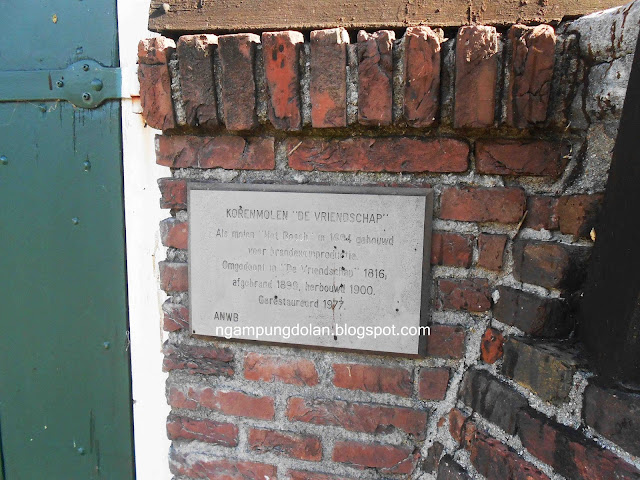 KORENMOLEN "DE VRIENDSCHAP"
Als molen "Het Bosch" in 1694 gebouwd
voor brandewijnproductie.
Omgedoopt in "De Vriendschap" 1816,
afgebrand 1899, herbouwd 1900.
Gerestaureerd 1977.
ANWB
ngampungdolan.blogspot.com